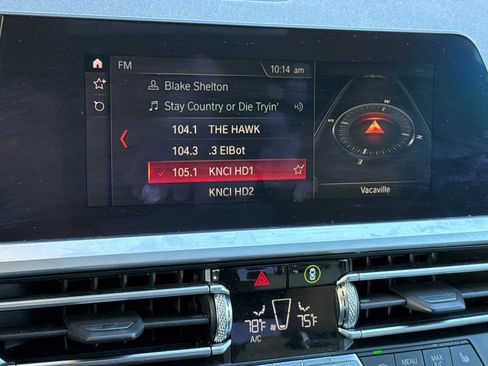 FM
10:14 am
Blake Shelton
Stay Country or Die Tryin'
104.1 THE HAWK
104.3 .3 ElBot
105.1 KNCI HD1
KNCI HD2
W
S
N
E
Vacaville
78°F
75°F
A/C
MENU
MAX A/C